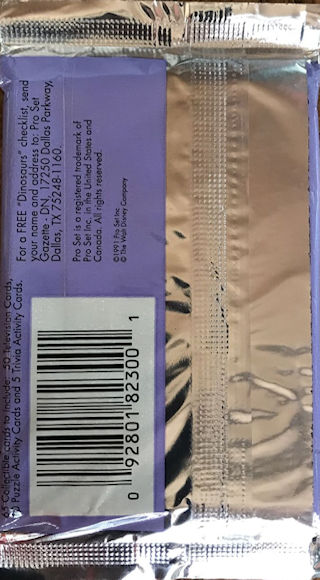 65 Collectible cards to include: 50 Television Cards,
Puzzle Activity Cards and 5 Trivia Activity Cards.
For a FREE "Dinosaurs" checklist, send
your name and address to: Pro Set
Gazette - DN, 17250 Dallas Parkway,
Dallas, TX 75248-1160.
Pro Set is a registered trademark of
Pro Set Inc. in the United States and
Canada. All rights reserved.
©1991 Pro Set Inc.
© The Walt Disney Company
0 92801 82300 1